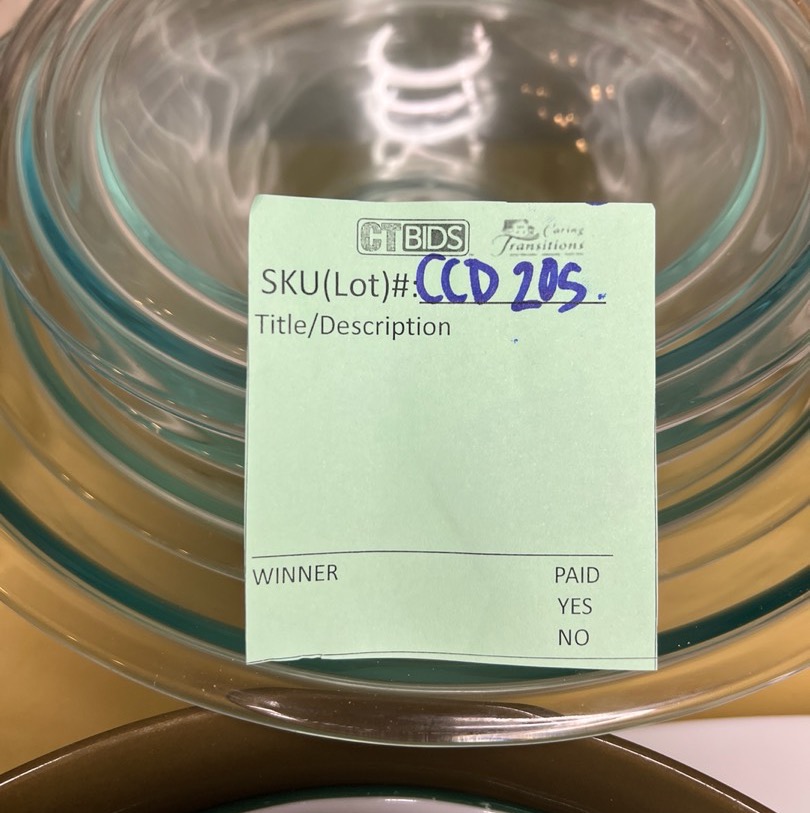 CTBIDS Caring Transitions
SKU(Lot)#: CCD 205.
Title/Description
WINNER PAID
YES
NO